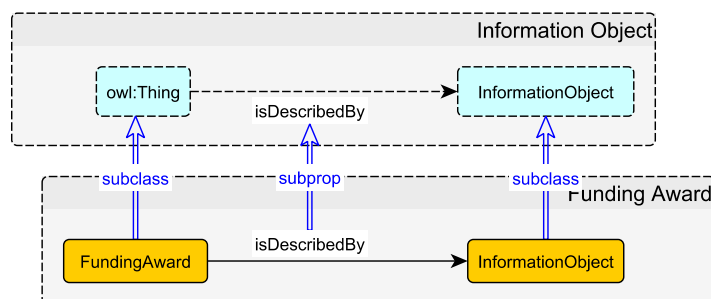 Information Object
owl:Thing
InformationObject
isDescribedBy
subclass
subprop
subclass
Funding Award
isDescribedBy
FundingAward
InformationObject